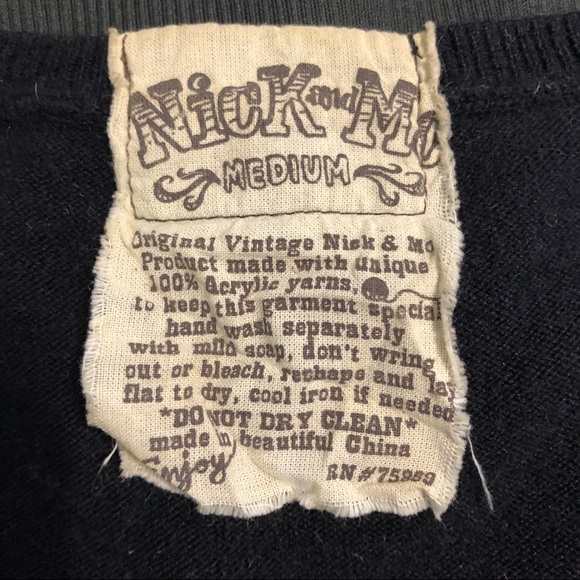 Nick and Mo
MEDIUM
Original Vintage Nick & Mo
Product made with unique
100% Acrylic yarns,
to keep this garment special
hand wash separately
with mild soap, don't wring
out or bleach, reshape and lay
flat to dry, cool iron if needed
*DO NOT DRY CLEAN*
made in beautiful China
Enjoy
RN#75989